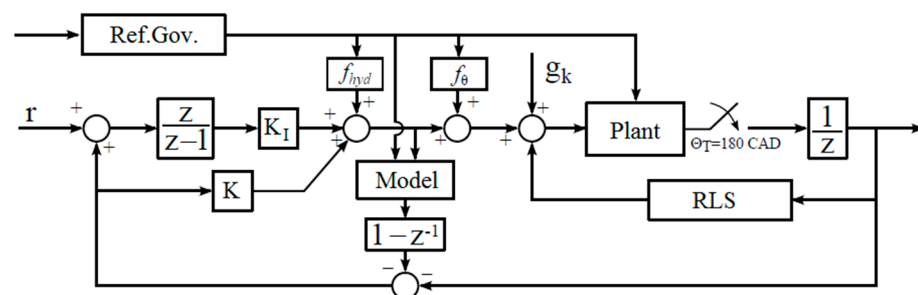 Ref.Gov.
f_hyd
f_θ
g_k
+
+
+
r
+
+
z
z−1
K_I
+
+
+
+
Plant
Θ_T=180 CAD
1
z
K
Model
RLS
1−z⁻¹
−
−